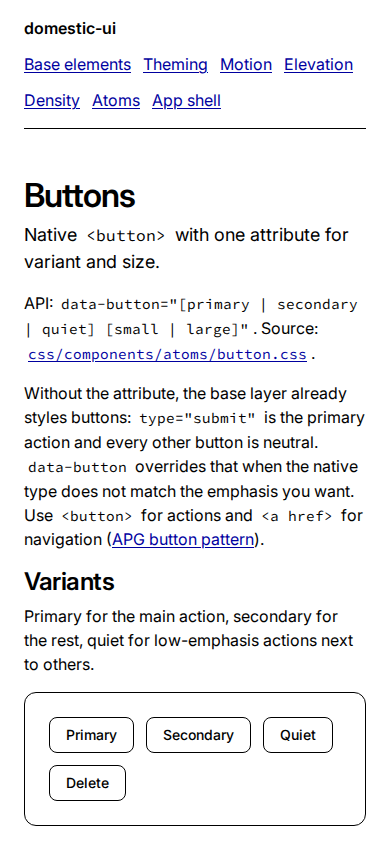 domestic-ui
Base elements Theming Motion Elevation
Density Atoms App shell
Buttons
Native <button> with one attribute for
variant and size.
API: data-button="[primary | secondary
| quiet] [small | large]" . Source:
css/components/atoms/button.css .
Without the attribute, the base layer already
styles buttons: type="submit" is the primary
action and every other button is neutral.
data-button overrides that when the native
type does not match the emphasis you want.
Use <button> for actions and <a href> for
navigation (APG button pattern).
Variants
Primary for the main action, secondary for
the rest, quiet for low-emphasis actions next
to others.
Primary Secondary Quiet
Delete